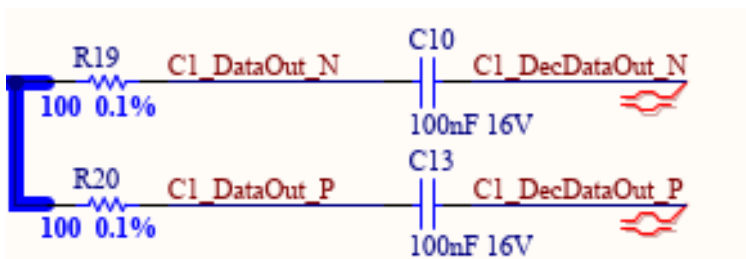 R19 C1_DataOut_N C10 C1_DecDataOut_N
100 0.1% 100nF 16V
R20 C1_DataOut_P C13 C1_DecDataOut_P
100 0.1% 100nF 16V